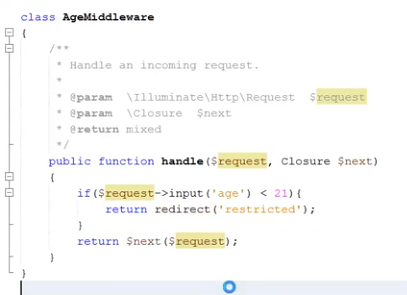 class AgeMiddleware
{
    /**
     * Handle an incoming request.
     *
     * @param  \Illuminate\Http\Request  $request
     * @param  \Closure  $next
     * @return mixed
     */
    public function handle($request, Closure $next)
    {
        if($request->input('age') < 21){
            return redirect('restricted');
        }
        return $next($request);
    }
}